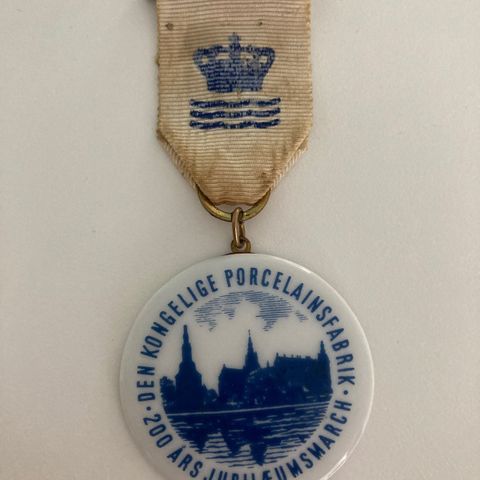 · DEN KONGELIGE PORCELAINSFABRIK ·
200 ÅRS JUBILÆUMSMARCH